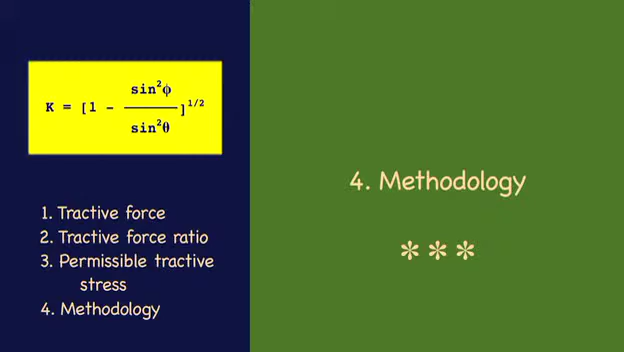 K = [1 - sin²ϕ / sin²θ ]^1/2
1. Tractive force
2. Tractive force ratio
3. Permissible tractive
stress
4. Methodology
4. Methodology
***